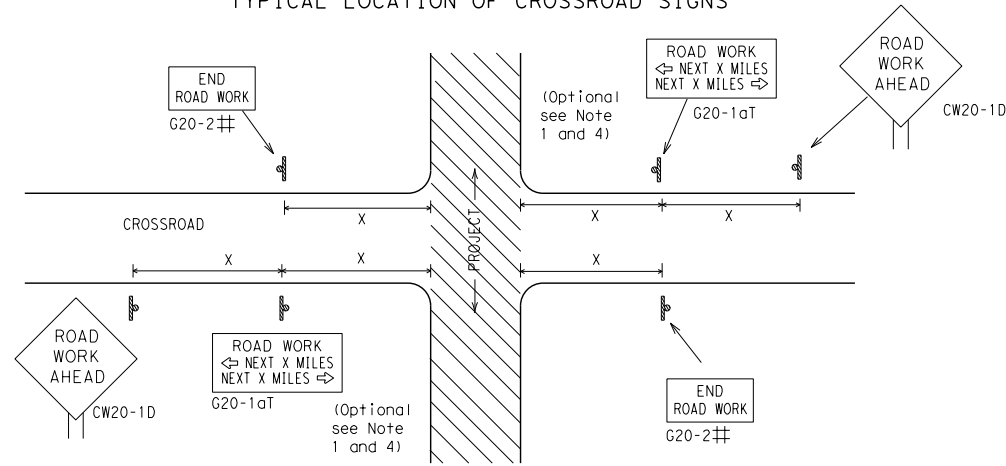 TYPICAL LOCATION OF CROSSROAD SIGNS
END
ROAD WORK
G20-2#
(Optional
see Note
1 and 4)
ROAD WORK
⇦ NEXT X MILES
NEXT X MILES ⇨
G20-1aT
ROAD
WORK
AHEAD
CW20-1D
X
X
X
CROSSROAD
PROJECT
X
X
X
ROAD
WORK
AHEAD
CW20-1D
ROAD WORK
⇦ NEXT X MILES
NEXT X MILES ⇨
G20-1aT
(Optional
see Note
1 and 4)
END
ROAD WORK
G20-2#